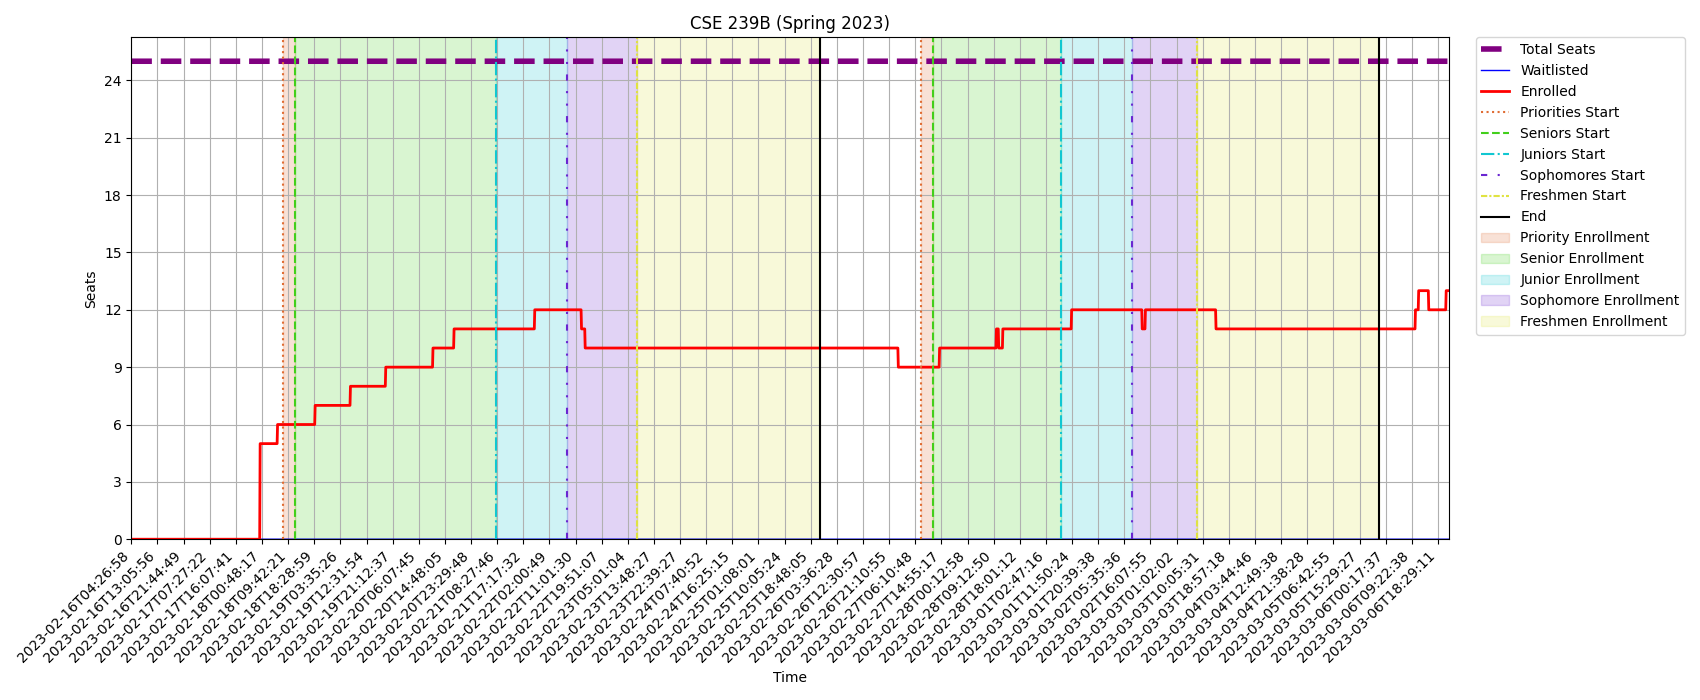 CSE 239B (Spring 2023)
Seats
24
21
18
15
12
9
6
3
0
2023-02-16T04:26:58
2023-02-16T13:05:56
2023-02-16T21:44:49
2023-02-17T07:27:22
2023-02-17T16:07:41
2023-02-18T00:48:17
2023-02-18T09:42:21
2023-02-18T18:28:59
2023-02-19T03:35:26
2023-02-19T12:31:54
2023-02-19T21:12:37
2023-02-20T06:07:45
2023-02-20T14:48:05
2023-02-20T23:29:48
2023-02-21T08:27:46
2023-02-21T17:17:32
2023-02-22T02:00:49
2023-02-22T11:01:30
2023-02-22T19:51:07
2023-02-23T05:01:04
2023-02-23T13:48:27
2023-02-23T22:39:27
2023-02-24T07:40:52
2023-02-24T16:25:15
2023-02-25T01:08:01
2023-02-25T10:05:24
2023-02-25T18:48:05
2023-02-26T03:36:28
2023-02-26T12:30:57
2023-02-26T21:10:55
2023-02-27T06:10:48
2023-02-27T14:55:17
2023-02-28T00:12:58
2023-02-28T09:12:50
2023-02-28T18:01:12
2023-03-01T02:47:16
2023-03-01T11:50:24
2023-03-01T20:39:38
2023-03-02T05:35:36
2023-03-02T16:07:55
2023-03-03T01:02:02
2023-03-03T10:05:31
2023-03-03T18:57:18
2023-03-04T03:44:46
2023-03-04T12:49:38
2023-03-04T21:38:28
2023-03-05T06:42:55
2023-03-05T15:29:27
2023-03-06T00:17:37
2023-03-06T09:22:38
2023-03-06T18:29:11
Time
Total Seats
Waitlisted
Enrolled
Priorities Start
Seniors Start
Juniors Start
Sophomores Start
Freshmen Start
End
Priority Enrollment
Senior Enrollment
Junior Enrollment
Sophomore Enrollment
Freshmen Enrollment